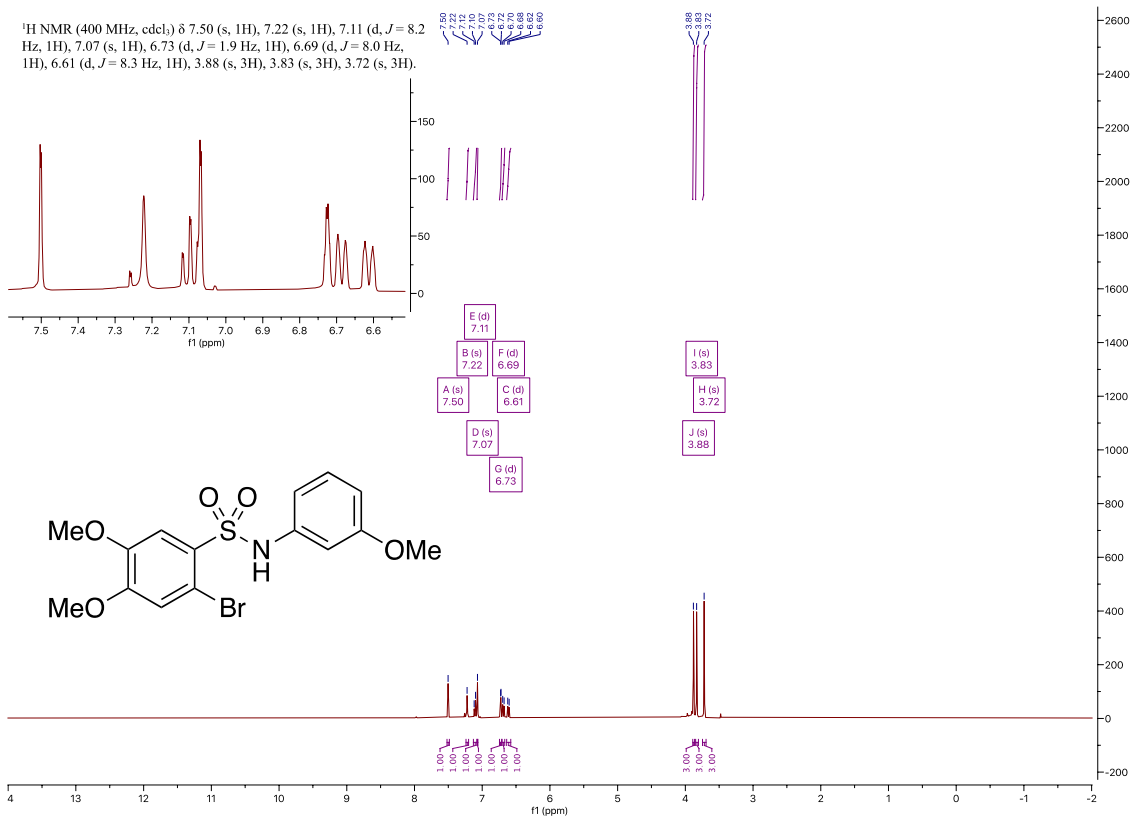 ¹H NMR (400 MHz, cdcl₃) δ 7.50 (s, 1H), 7.22 (s, 1H), 7.11 (d, J = 8.2
Hz, 1H), 7.07 (s, 1H), 6.73 (d, J = 1.9 Hz, 1H), 6.69 (d, J = 8.0 Hz,
1H), 6.61 (d, J = 8.3 Hz, 1H), 3.88 (s, 3H), 3.83 (s, 3H), 3.72 (s, 3H).
7.50 7.22 7.12 7.10 7.07 6.73 6.72 6.70 6.68 6.62 6.60
3.88 3.83 3.72
150
100
50
0
7.5 7.4 7.3 7.2 7.1 7.0 6.9 6.8 6.7 6.6
f1 (ppm)
E (d)
7.11
B (s)
7.22
F (d)
6.69
A (s)
7.50
C (d)
6.61
D (s)
7.07
G (d)
6.73
I (s)
3.83
H (s)
3.72
J (s)
3.88
O O
MeO
S
N
H
OMe
MeO
Br
1.00 1.00 1.00 1.00 1.00 1.00 1.00
3.00 3.00 3.00
4 13 12 11 10 9 8 7 6 5 4 3 2 1 0 -1 -2
f1 (ppm)
2600
2400
2200
2000
1800
1600
1400
1200
1000
800
600
400
200
0
-200